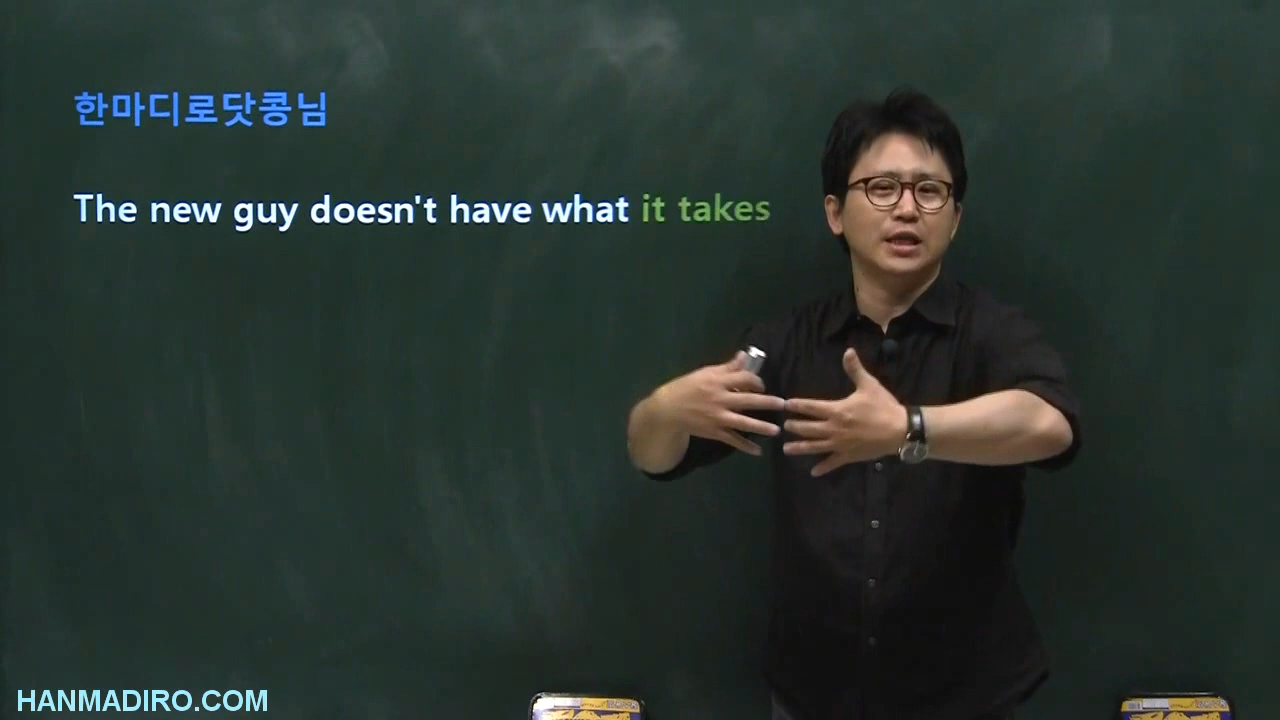 한마디로닷콩님
The new guy doesn't have what it takes
HANMADIRO.COM